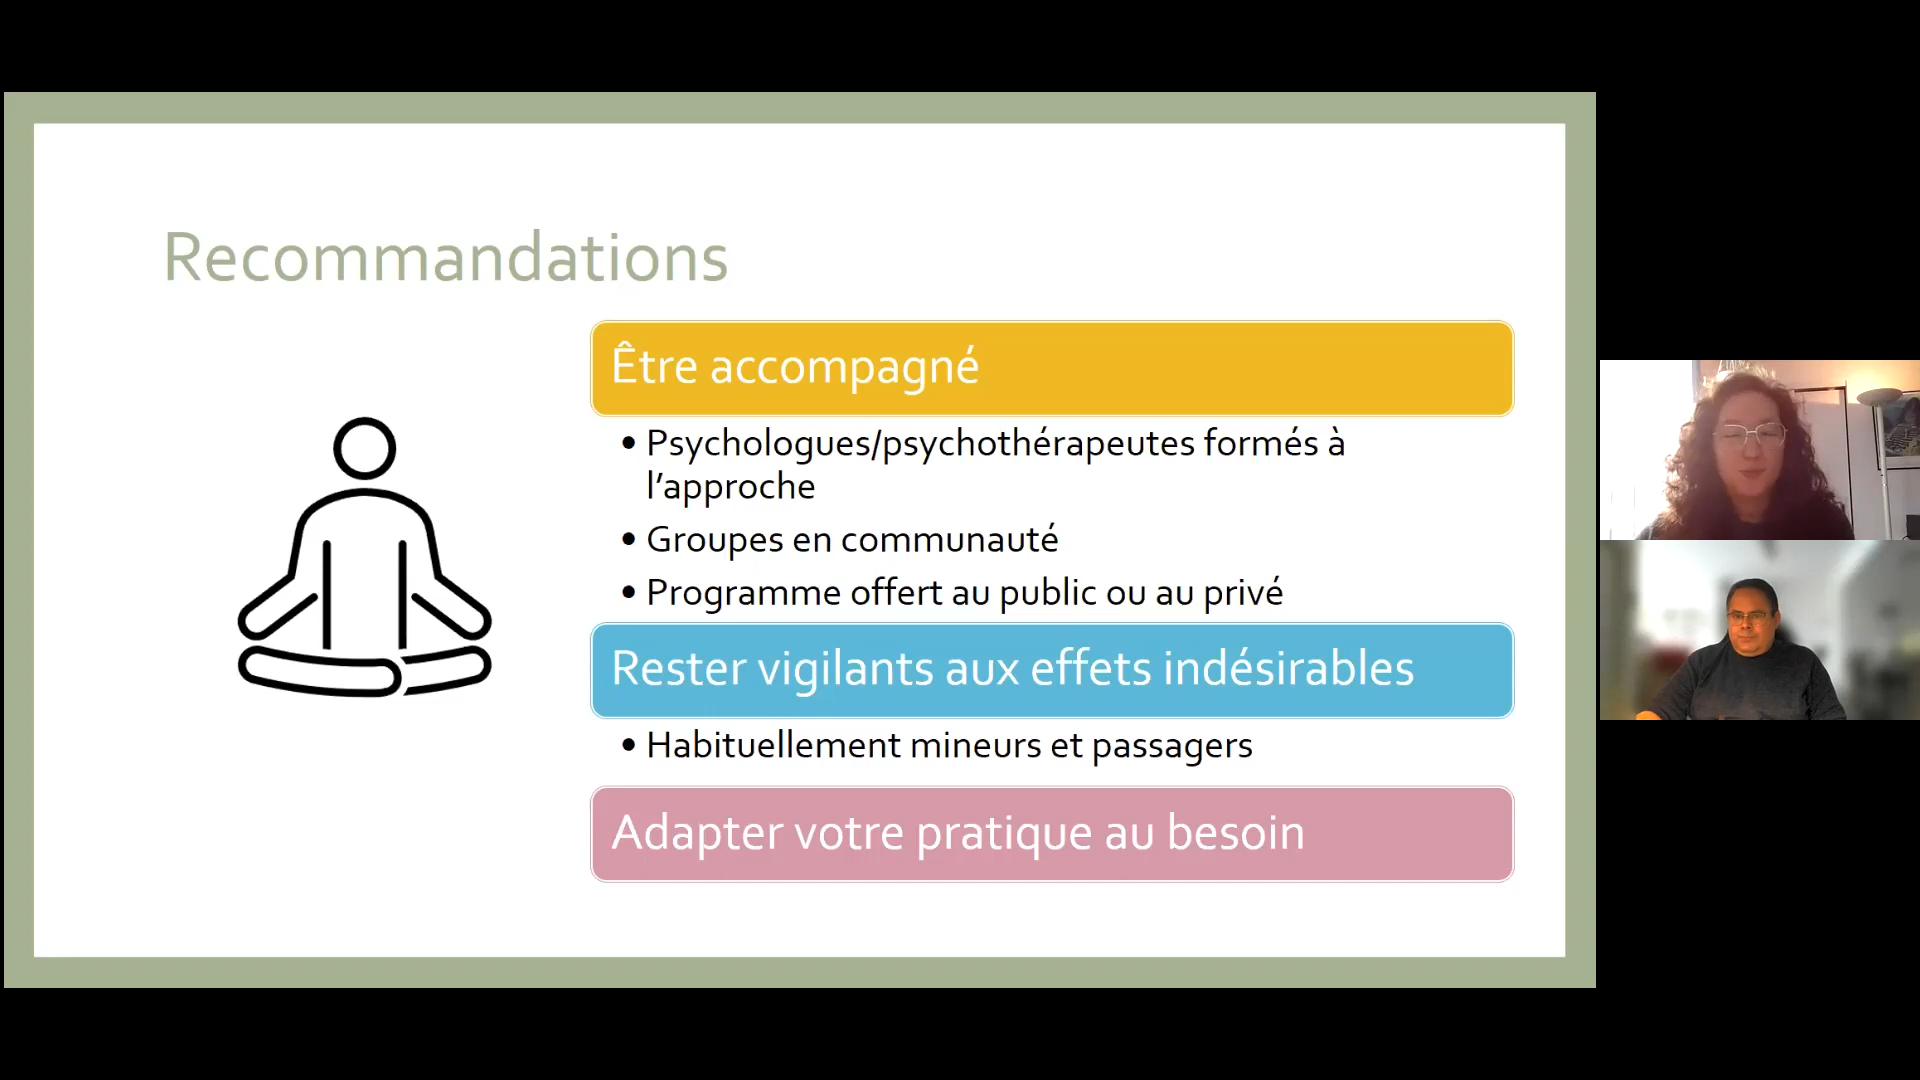 Recommandations
Être accompagné
• Psychologues/psychothérapeutes formés à
l’approche
• Groupes en communauté
• Programme offert au public ou au privé
Rester vigilants aux effets indésirables
• Habituellement mineurs et passagers
Adapter votre pratique au besoin